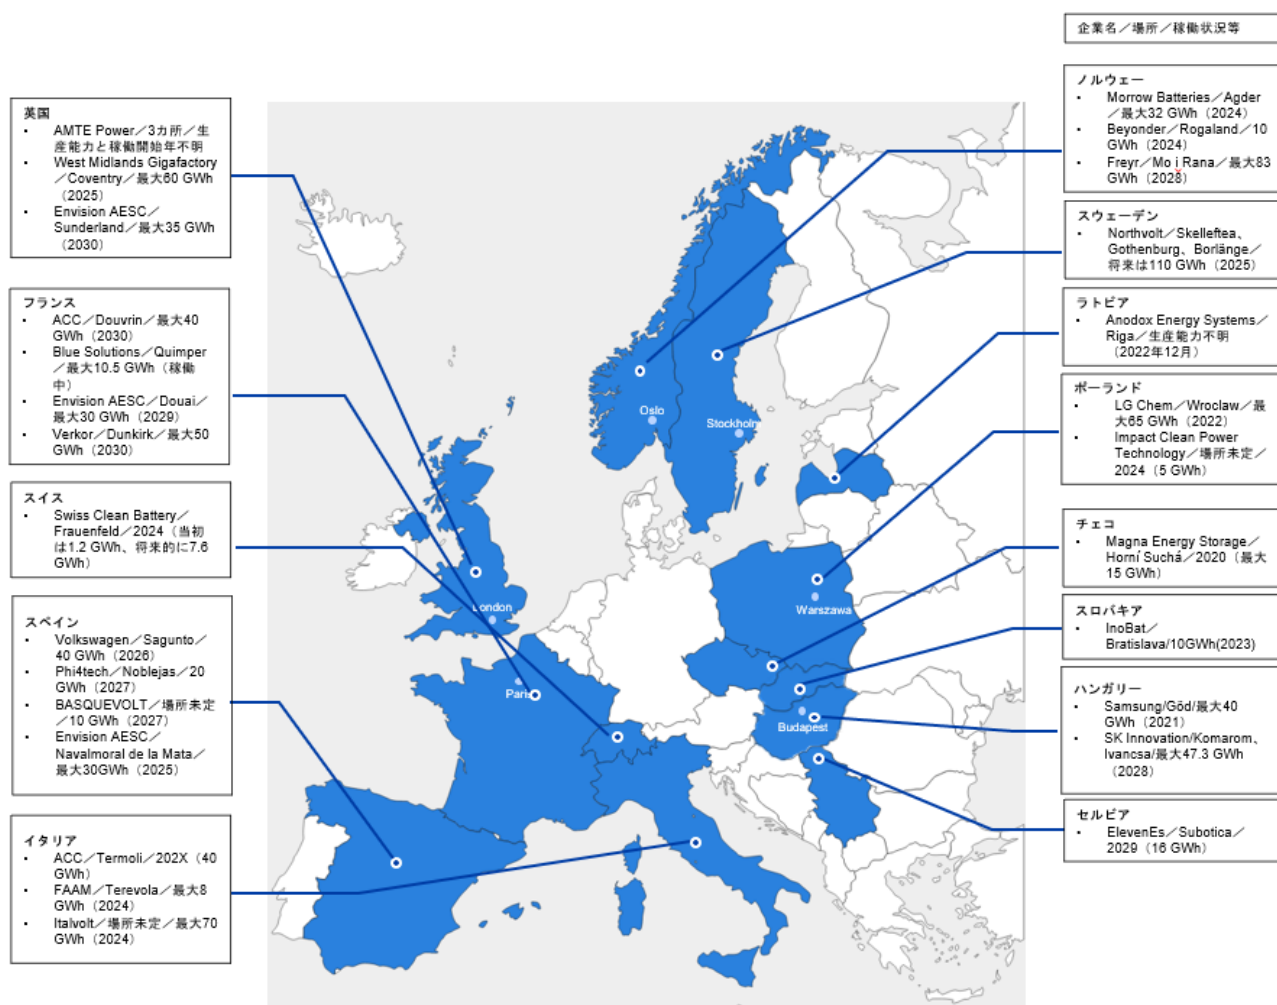 企業名／場所／稼働状況等
英国
• AMTE Power／3カ所／生
産能力と稼働開始年不明
• West Midlands Gigafactory
／Coventry／最大60 GWh
（2025）
• Envision AESC／
Sunderland／最大35 GWh
（2030）
フランス
• ACC／Douvrin／最大40
GWh（2030）
• Blue Solutions／Quimper
／最大10.5 GWh（稼働
中）
• Envision AESC／Douai／
最大30 GWh（2029）
• Verkor／Dunkirk／最大50
GWh（2030）
スイス
• Swiss Clean Battery／
Frauenfeld／2024（当初
は1.2 GWh、将来的に7.6
GWh）
スペイン
• Volkswagen／Sagunto／
40 GWh（2026）
• Phi4tech／Noblejas／20
GWh（2027）
• BASQUEVOLT／場所未定
／10 GWh（2027）
• Envision AESC／
Navalmoral de la Mata／
最大30GWh（2025）
イタリア
• ACC／Termoli／202X（40
GWh）
• FAAM／Terevola／最大8
GWh（2024）
• Italvolt／場所未定／最大70
GWh（2024）
ノルウェー
• Morrow Batteries／Agder
／最大32 GWh（2024）
• Beyonder／Rogaland／10
GWh（2024）
• Freyr／Mo i Rana／最大83
GWh（2028）
スウェーデン
• Northvolt／Skelleftea、
Gothenburg、Borlänge／
将来は110 GWh（2025）
ラトビア
• Anodox Energy Systems／
Riga／生産能力不明
（2022年12月）
ポーランド
• LG Chem／Wroclaw／最
大65 GWh（2022）
• Impact Clean Power
Technology／場所未定／
2024（5 GWh）
チェコ
• Magna Energy Storage／
Horní Suchá／2020（最大
15 GWh）
スロバキア
• InoBat／
Bratislava/10GWh(2023)
ハンガリー
• Samsung/Göd/最大40
GWh（2021）
• SK Innovation/Komarom、
Ivancsa/最大47.3 GWh
（2028）
セルビア
• ElevenEs／Subotica／
2029（16 GWh）
Oslo
Stockholm
London
Warszawa
Paris
Budapest